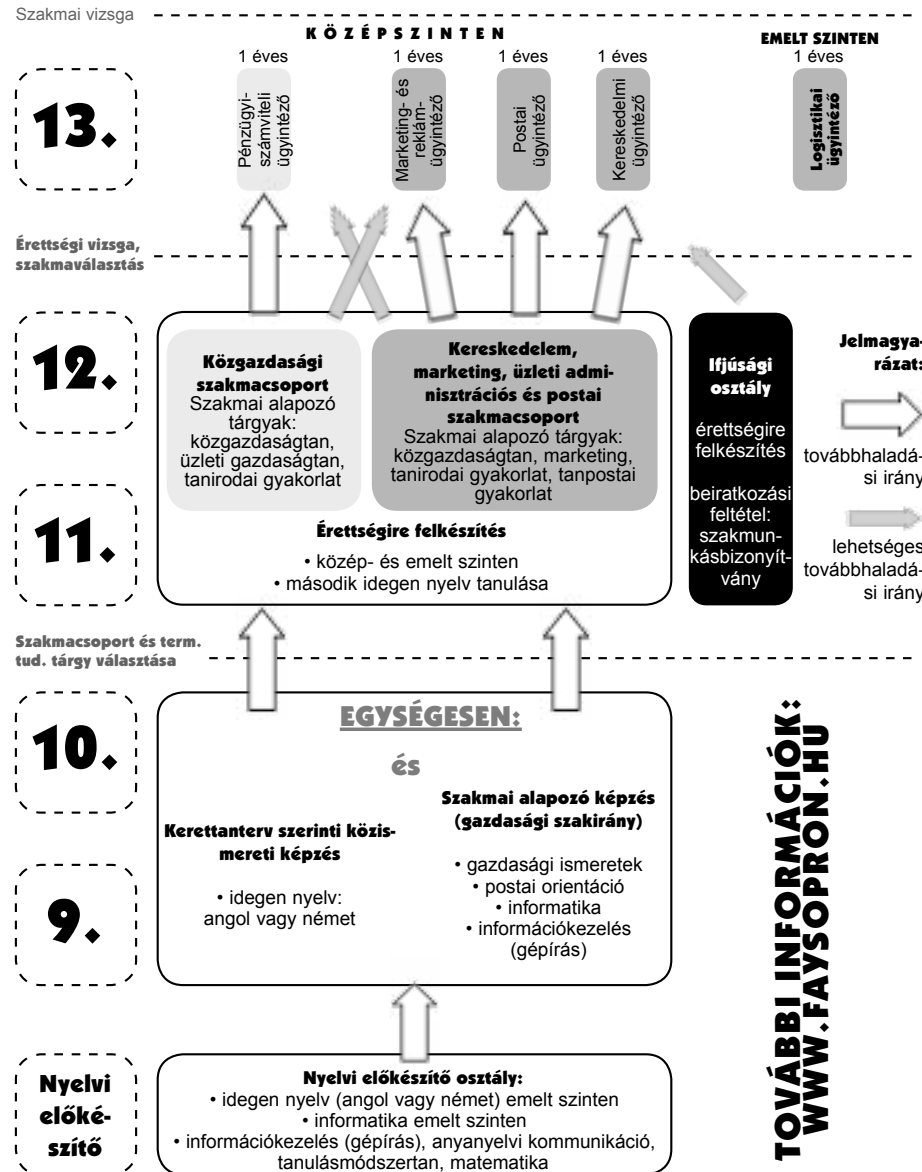 Szakmai vizsga
KÖZÉPSZINTEN
EMELT SZINTEN
1 éves
1 éves
1 éves
1 éves
1 éves
13.
Pénzügyi-
számviteli
ügyintéző
Marketing- és
reklám-
ügyintéző
Postai
ügyintéző
Kereskedelmi
ügyintéző
Logisztikai
ügyintéző
Érettségi vizsga,
szakmaválasztás
12.
Közgazdasági
szakmacsoport
Szakmai alapozó
tárgyak:
közgazdaságtan,
üzleti gazdaságtan,
tanirodai gyakorlat
Kereskedelem,
marketing, üzleti admi-
nisztrációs és postai
szakmacsoport
Szakmai alapozó tárgyak:
közgazdaságtan, marketing,
tanirodai gyakorlat, tanpostai
gyakorlat
11.
Érettségire felkészítés
• közép- és emelt szinten
• második idegen nyelv tanulása
Ifjúsági
osztály
érettségire
felkészítés
beiratkozási
feltétel:
szakmun-
kásbizonyít-
vány
Jelmagya-
rázat:
továbbhaladá-
si irány
lehetséges
továbbhaladá-
si irány
Szakmacsoport és term.
tud. tárgy választása
10.
EGYSÉGESEN:
és
Kerettanterv szerinti közis-
mereti képzés
• idegen nyelv:
angol vagy német
Szakmai alapozó képzés
(gazdasági szakirány)
• gazdasági ismeretek
• postai orientáció
• informatika
• információkezelés
(gépírás)
9.
TOVÁBBI INFORMÁCIÓK:
WWW.FAYSOPRON.HU
Nyelvi
előké-
szítő
Nyelvi előkészítő osztály:
• idegen nyelv (angol vagy német) emelt szinten
• informatika emelt szinten
• információkezelés (gépírás), anyanyelvi kommunikáció,
tanulásmódszertan, matematika